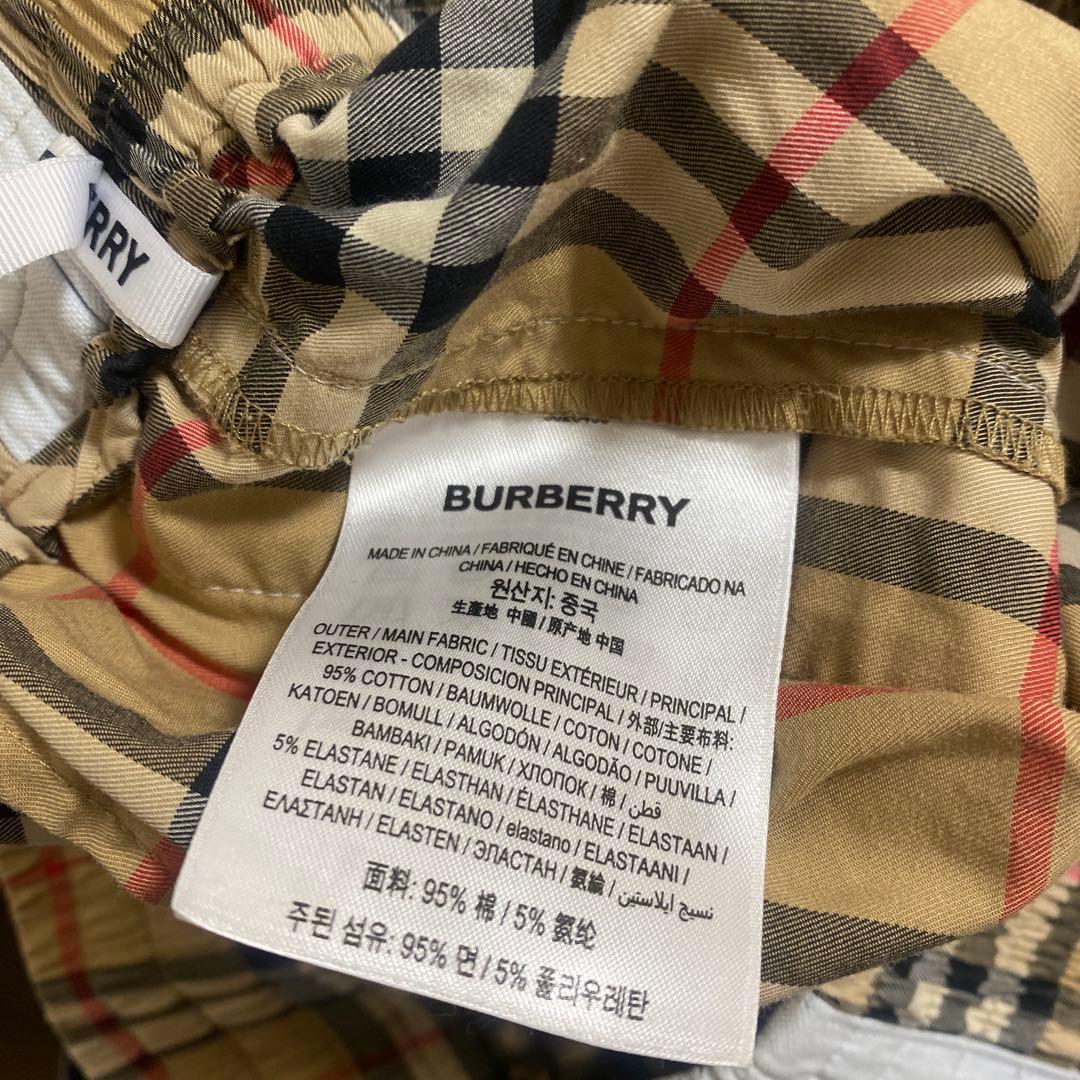 BURBERRY
MADE IN CHINA / FABRIQUÉ EN CHINE / FABRICADO NA
CHINA / HECHO EN CHINA
원산지: 중국
生產地 中國 / 原产地 中国
OUTER / MAIN FABRIC / TISSU EXTÉRIEUR / PRINCIPAL /
EXTERIOR - COMPOSICION PRINCIPAL / 外部/主要布料:
95% COTTON / BAUMWOLLE / COTON / COTONE /
KATOEN / BOMULL / ALGODÓN / ALGODÃO / PUUVILLA /
BAMBAKI / PAMUK / ХЛОПОК / 棉 / قطن /
5% ELASTANE / ELASTHAN / ÉLASTHANE / ELASTAAN /
ELASTAN / ELASTANO / elastano / ELASTAANI /
ΕΛΑΣΤΑΝΗ / ELASTEN / ЭЛАСТАН / 氨綸 / نسيج ايلاستين
面料: 95% 棉 / 5% 氨纶
주된 섬유: 95% 면 / 5% 폴리우레탄
RRY